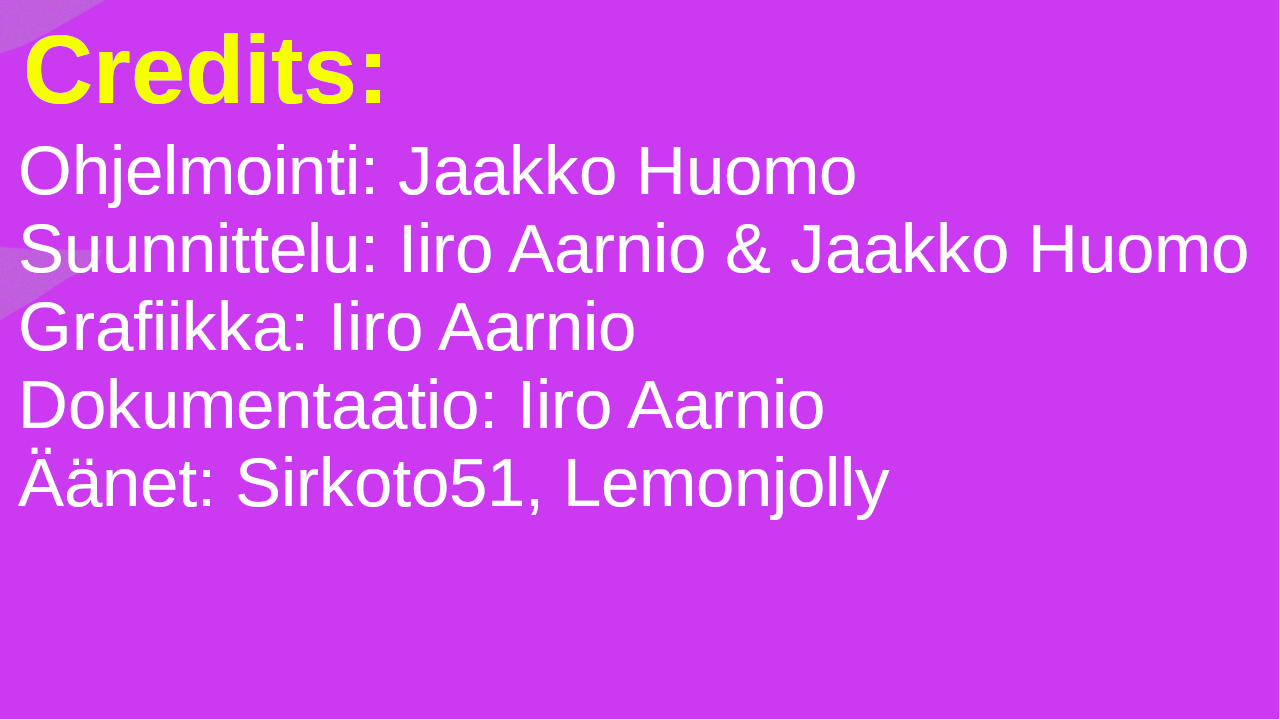 Credits:
Ohjelmointi: Jaakko Huomo
Suunnittelu: Iiro Aarnio & Jaakko Huomo
Grafiikka: Iiro Aarnio
Dokumentaatio: Iiro Aarnio
Äänet: Sirkoto51, Lemonjolly